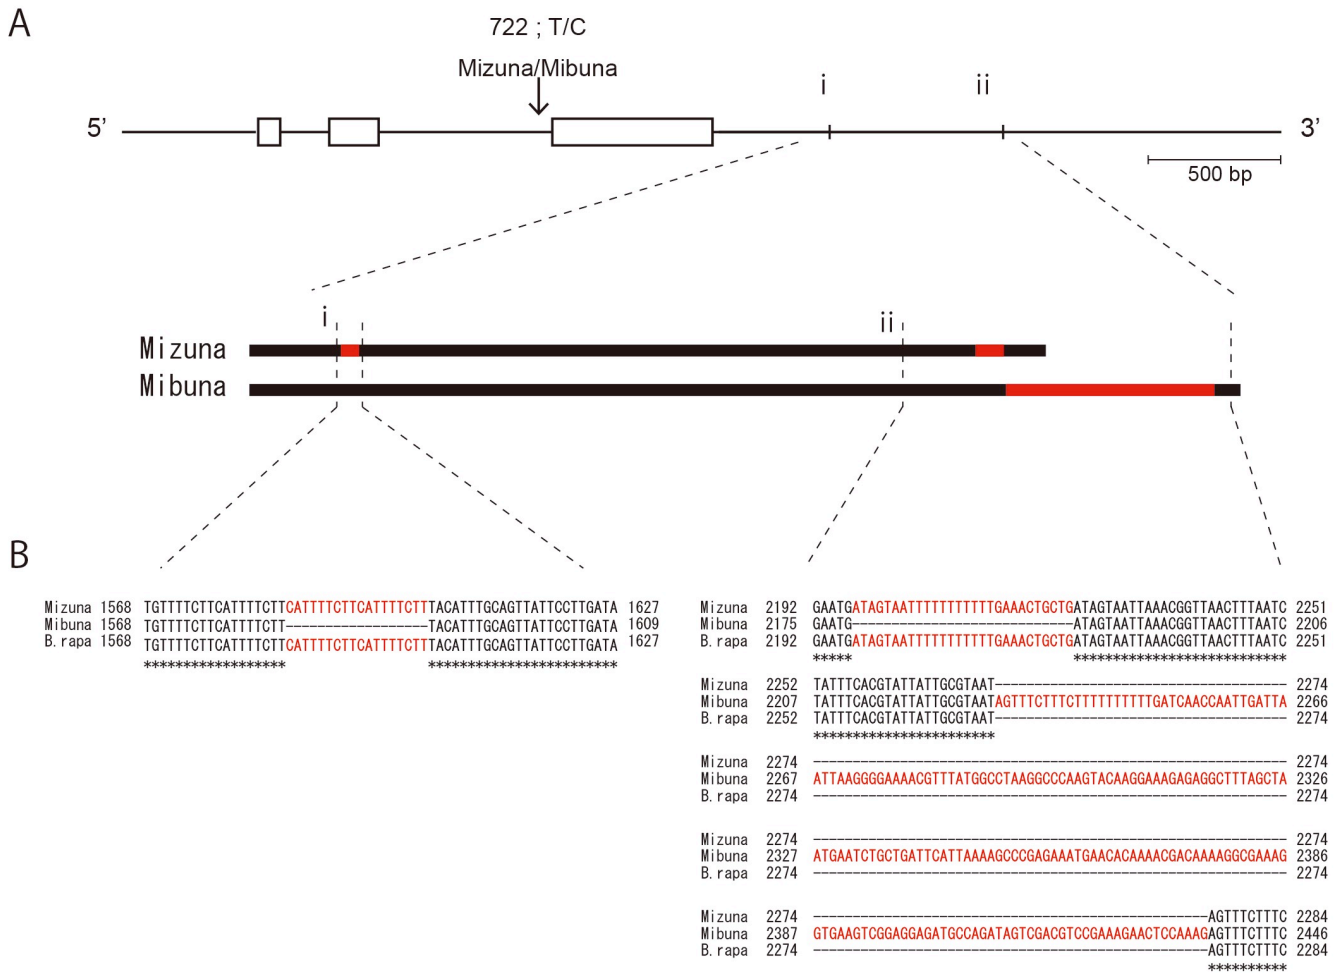 A
722 ; T/C
Mizuna/Mibuna
i
ii
5’
3’
500 bp
i
ii
Mizuna
Mibuna
B
Mizuna 1568 TGTTTTCTTCATTTTCTTCATTTTCTTCATTTTCTTTACATTTGCAGTTATTCCTTGATA 1627
Mibuna 1568 TGTTTTCTTCATTTTCTT------------------TACATTTGCAGTTATTCCTTGATA 1609
B. rapa 1568 TGTTTTCTTCATTTTCTTCATTTTCTTCATTTTCTTTACATTTGCAGTTATTCCTTGATA 1627
****************** ************************
Mizuna 2192 GAATGATAGTAATTTTTTTTTTTGAAACTGCTGATAGTAATTAAACGGTTAACTTTAATC 2251
Mibuna 2175 GAATG----------------------------ATAGTAATTAAACGGTTAACTTTAATC 2206
B. rapa 2192 GAATGATAGTAATTTTTTTTTTTGAAACTGCTGATAGTAATTAAACGGTTAACTTTAATC 2251
***** ***************************
Mizuna 2252 TATTTCACGTATTATTGCGTAAT------------------------------------- 2274
Mibuna 2207 TATTTCACGTATTATTGCGTAATAGTTTCTTTCTTTTTTTTTTGATCAACCAATTGATTA 2266
B. rapa 2252 TATTTCACGTATTATTGCGTAAT------------------------------------- 2274
***********************
Mizuna 2274 ------------------------------------------------------------ 2274
Mibuna 2267 ATTAAGGGGAAAACGTTTATGGCCTAAGGCCCAAGTACAAGGAAAGAGAGGCTTTAGCTA 2326
B. rapa 2274 ------------------------------------------------------------ 2274
Mizuna 2274 ------------------------------------------------------------ 2274
Mibuna 2327 ATGAATCTGCTGATTCATTAAAAGCCCGAGAAATGAACACAAAACGACAAAAGGCGAAAG 2386
B. rapa 2274 ------------------------------------------------------------ 2274
Mizuna 2274 --------------------------------------------------AGTTTCTTTC 2284
Mibuna 2387 GTGAAGTCGGAGGAGATGCCAGATAGTCGACGTCCGAAAGAACTCCAAAGAGTTTCTTTC 2446
B. rapa 2274 --------------------------------------------------AGTTTCTTTC 2284
**********